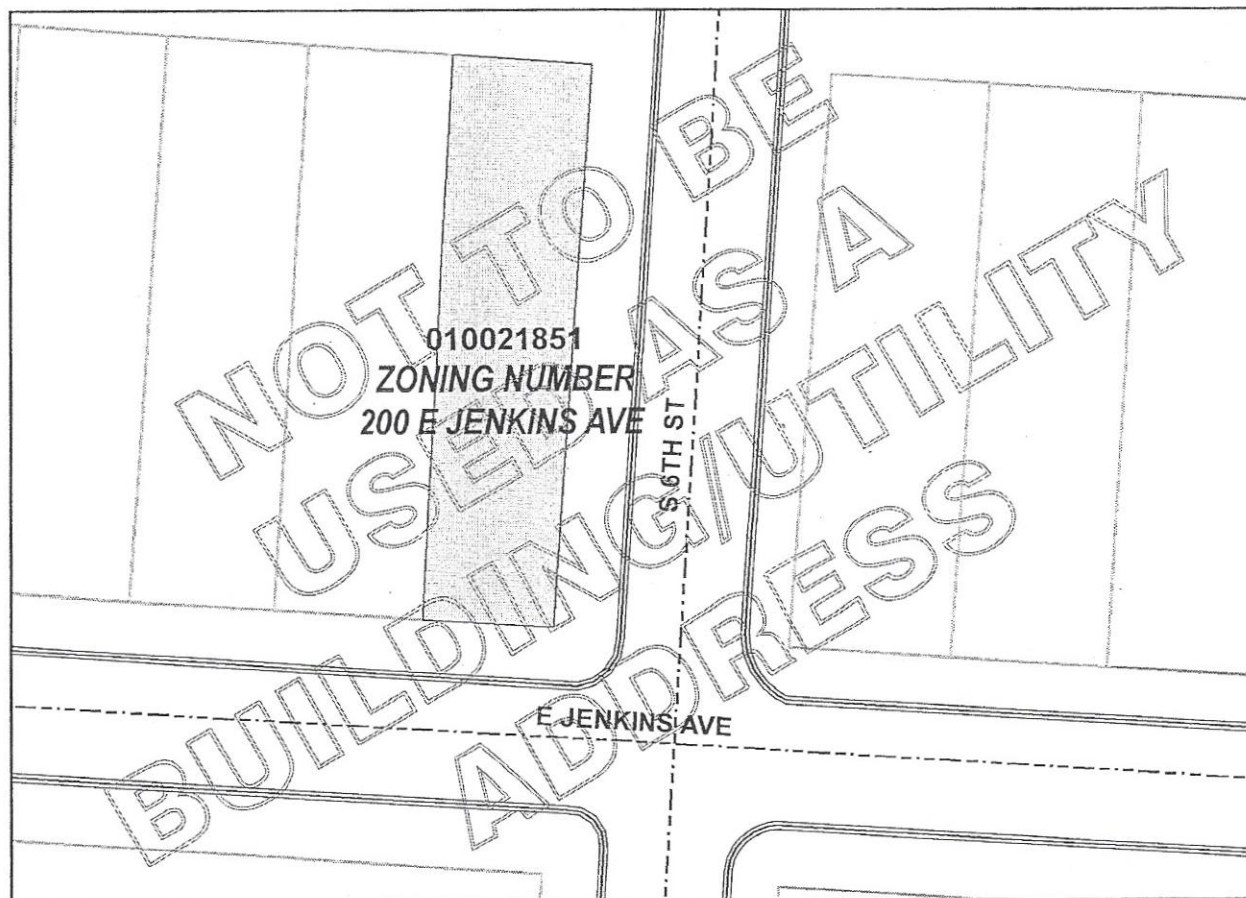 NOT TO BE
USED AS A
BUILDING/UTILITY
ADDRESS
010021851
ZONING NUMBER
200 E JENKINS AVE
S 6TH ST
E JENKINS AVE